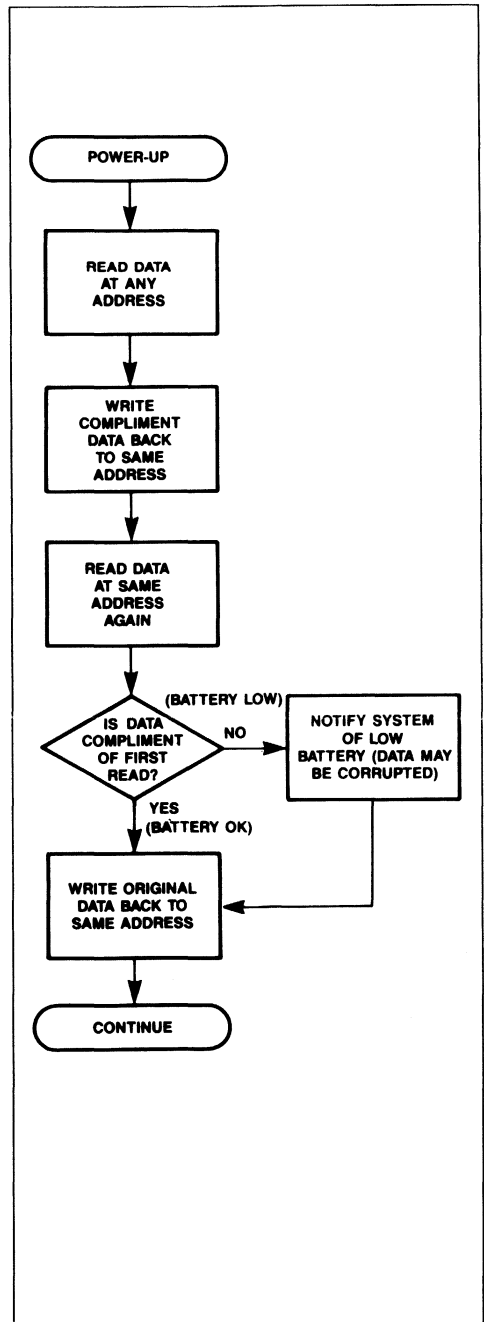 POWER-UP
READ DATA
AT ANY
ADDRESS
WRITE
COMPLIMENT
DATA BACK
TO SAME
ADDRESS
READ DATA
AT SAME
ADDRESS
AGAIN
IS DATA
COMPLIMENT
OF FIRST
READ?
(BATTERY LOW)
NO
NOTIFY SYSTEM
OF LOW
BATTERY (DATA MAY
BE CORRUPTED)
YES
(BATTERY OK)
WRITE ORIGINAL
DATA BACK TO
SAME ADDRESS
CONTINUE